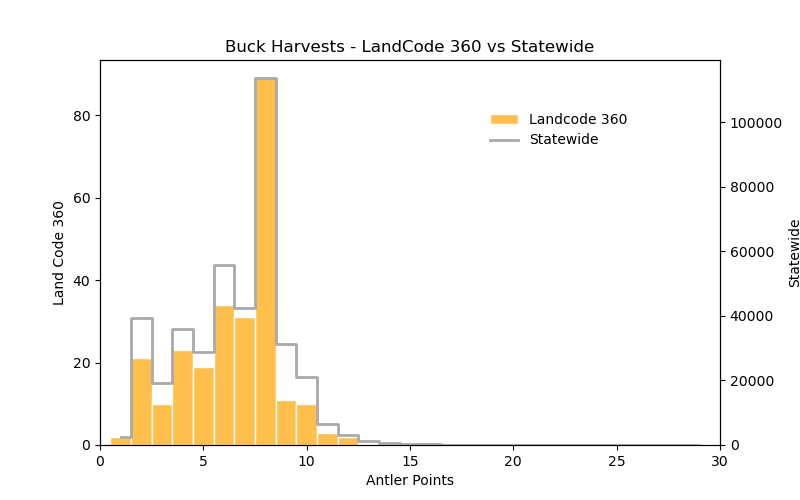 Buck Harvests - LandCode 360 vs Statewide
Landcode 360
Statewide
Land Code 360
80
60
40
20
0
100000
80000
60000
40000
20000
0
Statewide
0 5 10 15 20 25 30
Antler Points